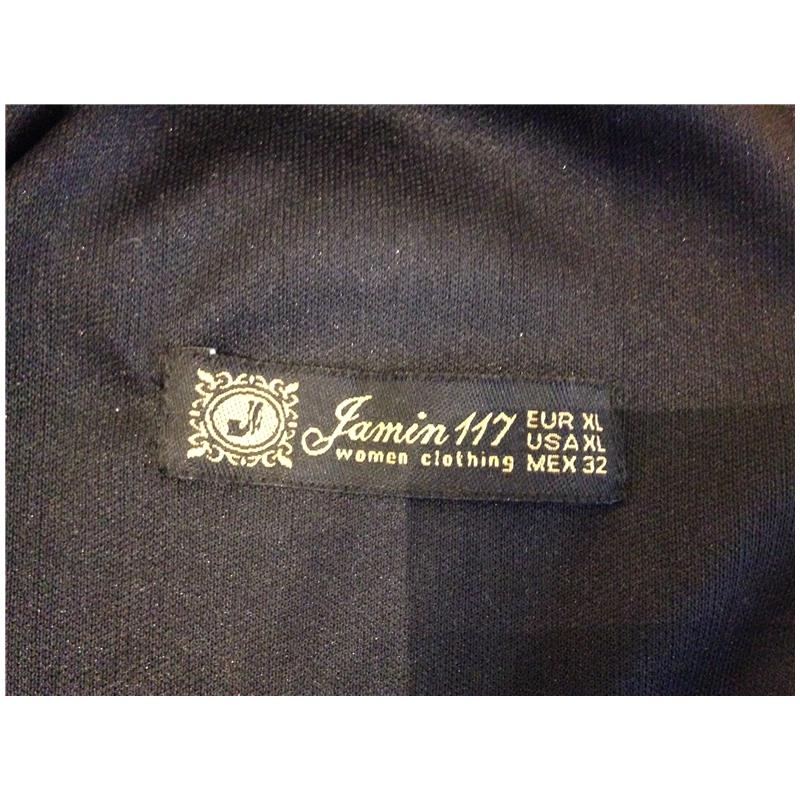 Jamin 117
women clothing
EUR XL
USA XL
MEX 32